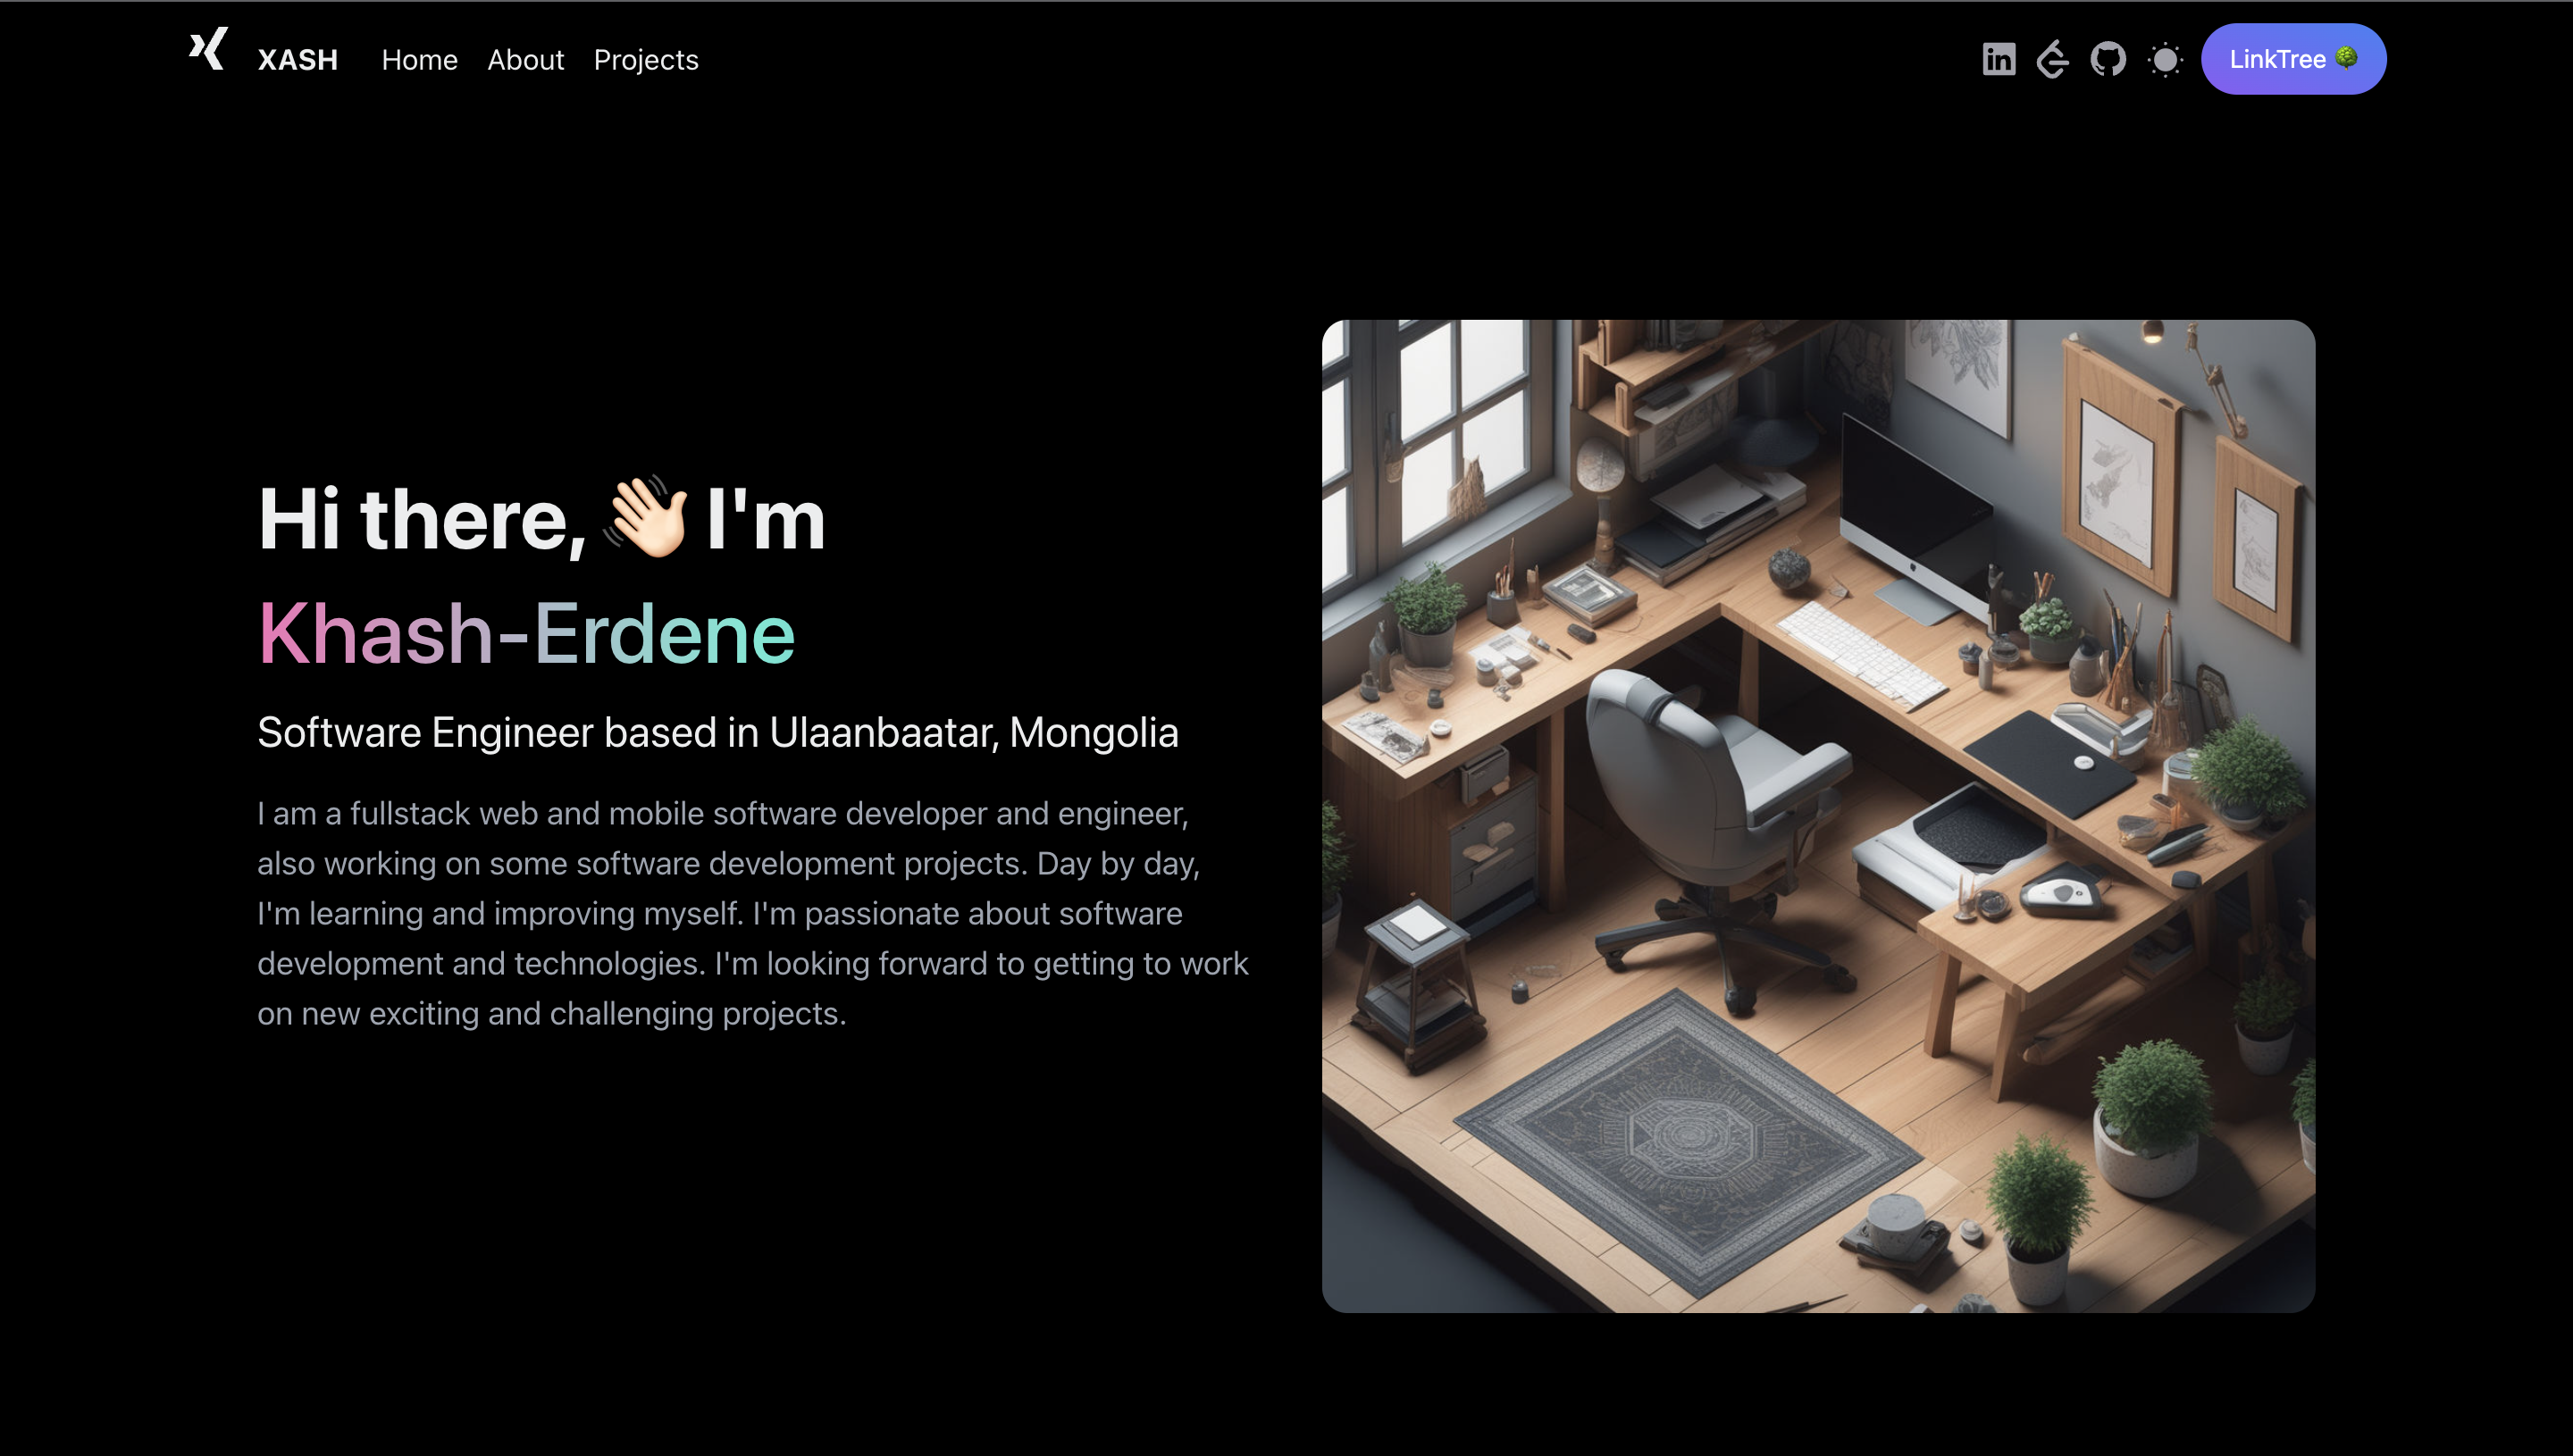 XASH
Home
About
Projects
LinkTree 🌳
Hi there, 👋🏻 I'm
Khash-Erdene
Software Engineer based in Ulaanbaatar, Mongolia
I am a fullstack web and mobile software developer and engineer,
also working on some software development projects. Day by day,
I'm learning and improving myself. I'm passionate about software
development and technologies. I'm looking forward to getting to work
on new exciting and challenging projects.